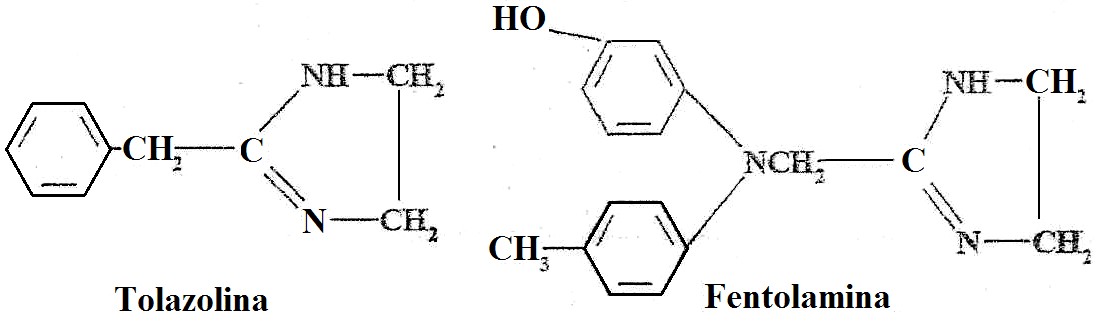 HO
NH—CH₂
CH₂—C
N—CH₂
NH—CH₂
NCH₂—C
N—CH₂
CH₃
Tolazolina
Fentolamina